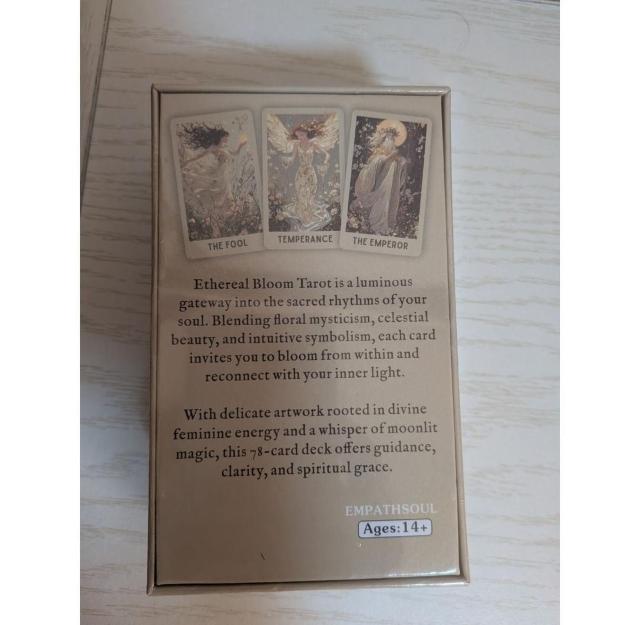 THE FOOL
TEMPERANCE
THE EMPEROR
Ethereal Bloom Tarot is a luminous
gateway into the sacred rhythms of your
soul. Blending floral mysticism, celestial
beauty, and intuitive symbolism, each card
invites you to bloom from within and
reconnect with your inner light.
With delicate artwork rooted in divine
feminine energy and a whisper of moonlit
magic, this 78-card deck offers guidance,
clarity, and spiritual grace.
EMPATHSOUL
Ages:14+